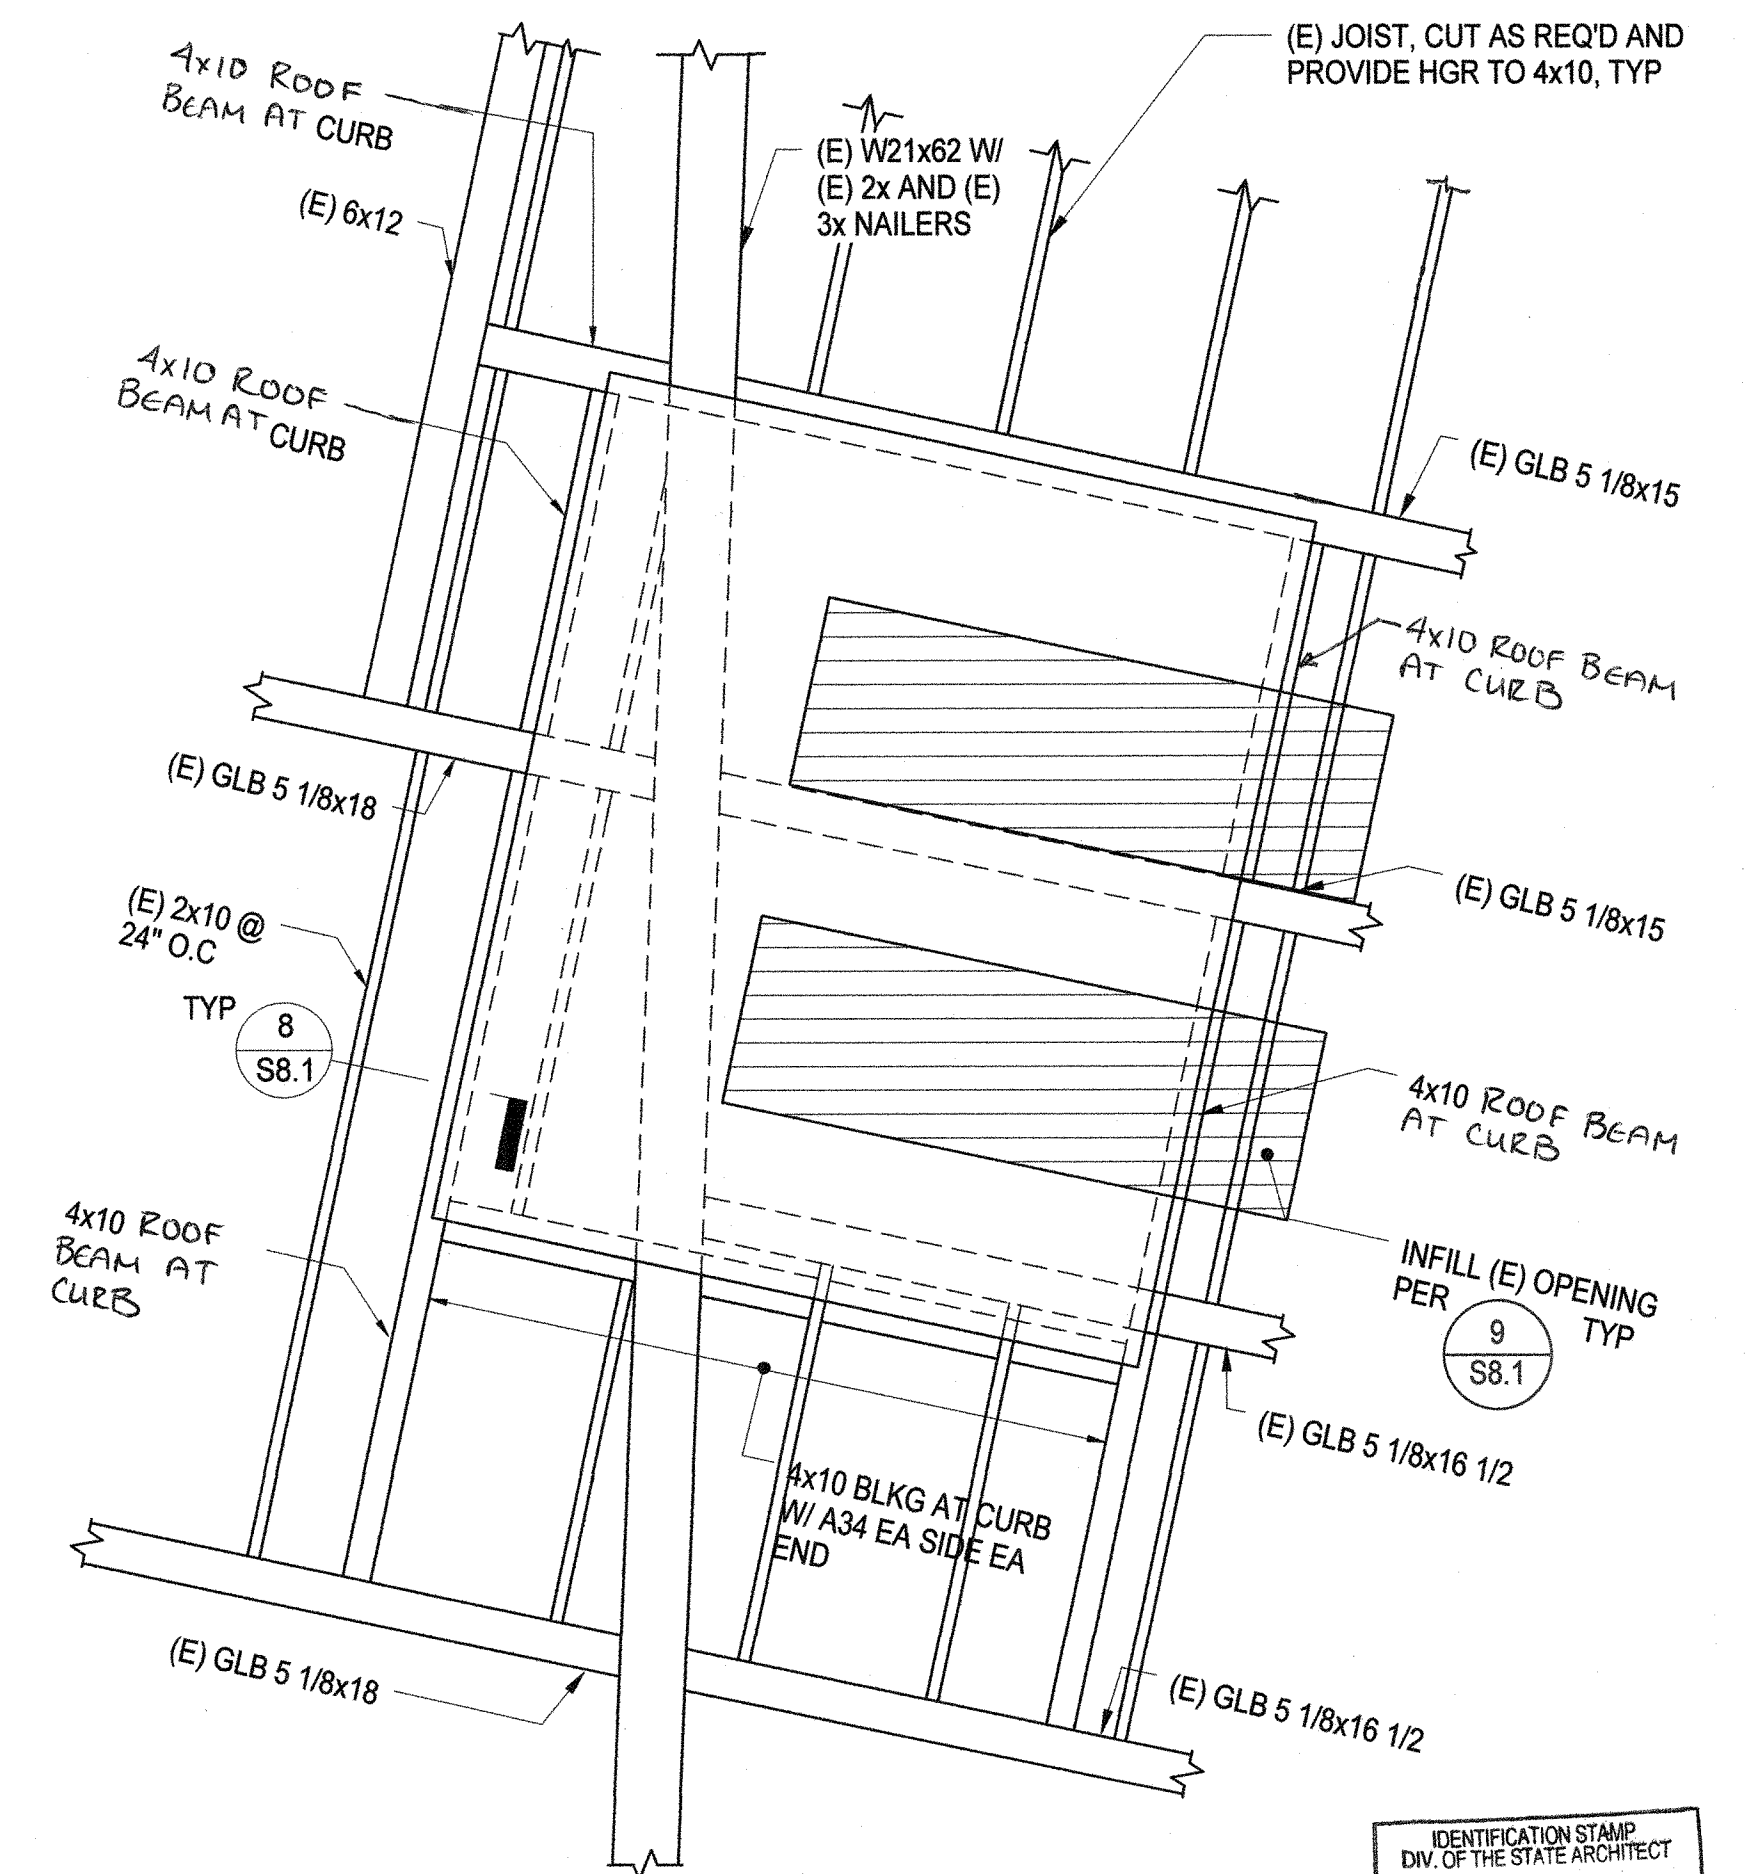 (E) JOIST, CUT AS REQ'D AND
PROVIDE HGR TO 4x10, TYP
4x10 ROOF
BEAM AT CURB
(E) W21x62 W/
(E) 2x AND (E)
3x NAILERS
(E) 6x12
4x10 ROOF
BEAM AT CURB
(E) GLB 5 1/8x15
4x10 ROOF BEAM
AT CURB
(E) GLB 5 1/8x18
(E) GLB 5 1/8x15
(E) 2x10 @
24" O.C
TYP
8
S8.1
4x10 ROOF BEAM
AT CURB
4x10 ROOF
BEAM AT
CURB
INFILL (E) OPENING
PER
9
S8.1
TYP
(E) GLB 5 1/8x16 1/2
4x10 BLKG AT CURB
W/ A34 EA SIDE EA
END
(E) GLB 5 1/8x18
(E) GLB 5 1/8x16 1/2
IDENTIFICATION STAMP
DIV. OF THE STATE ARCHITECT